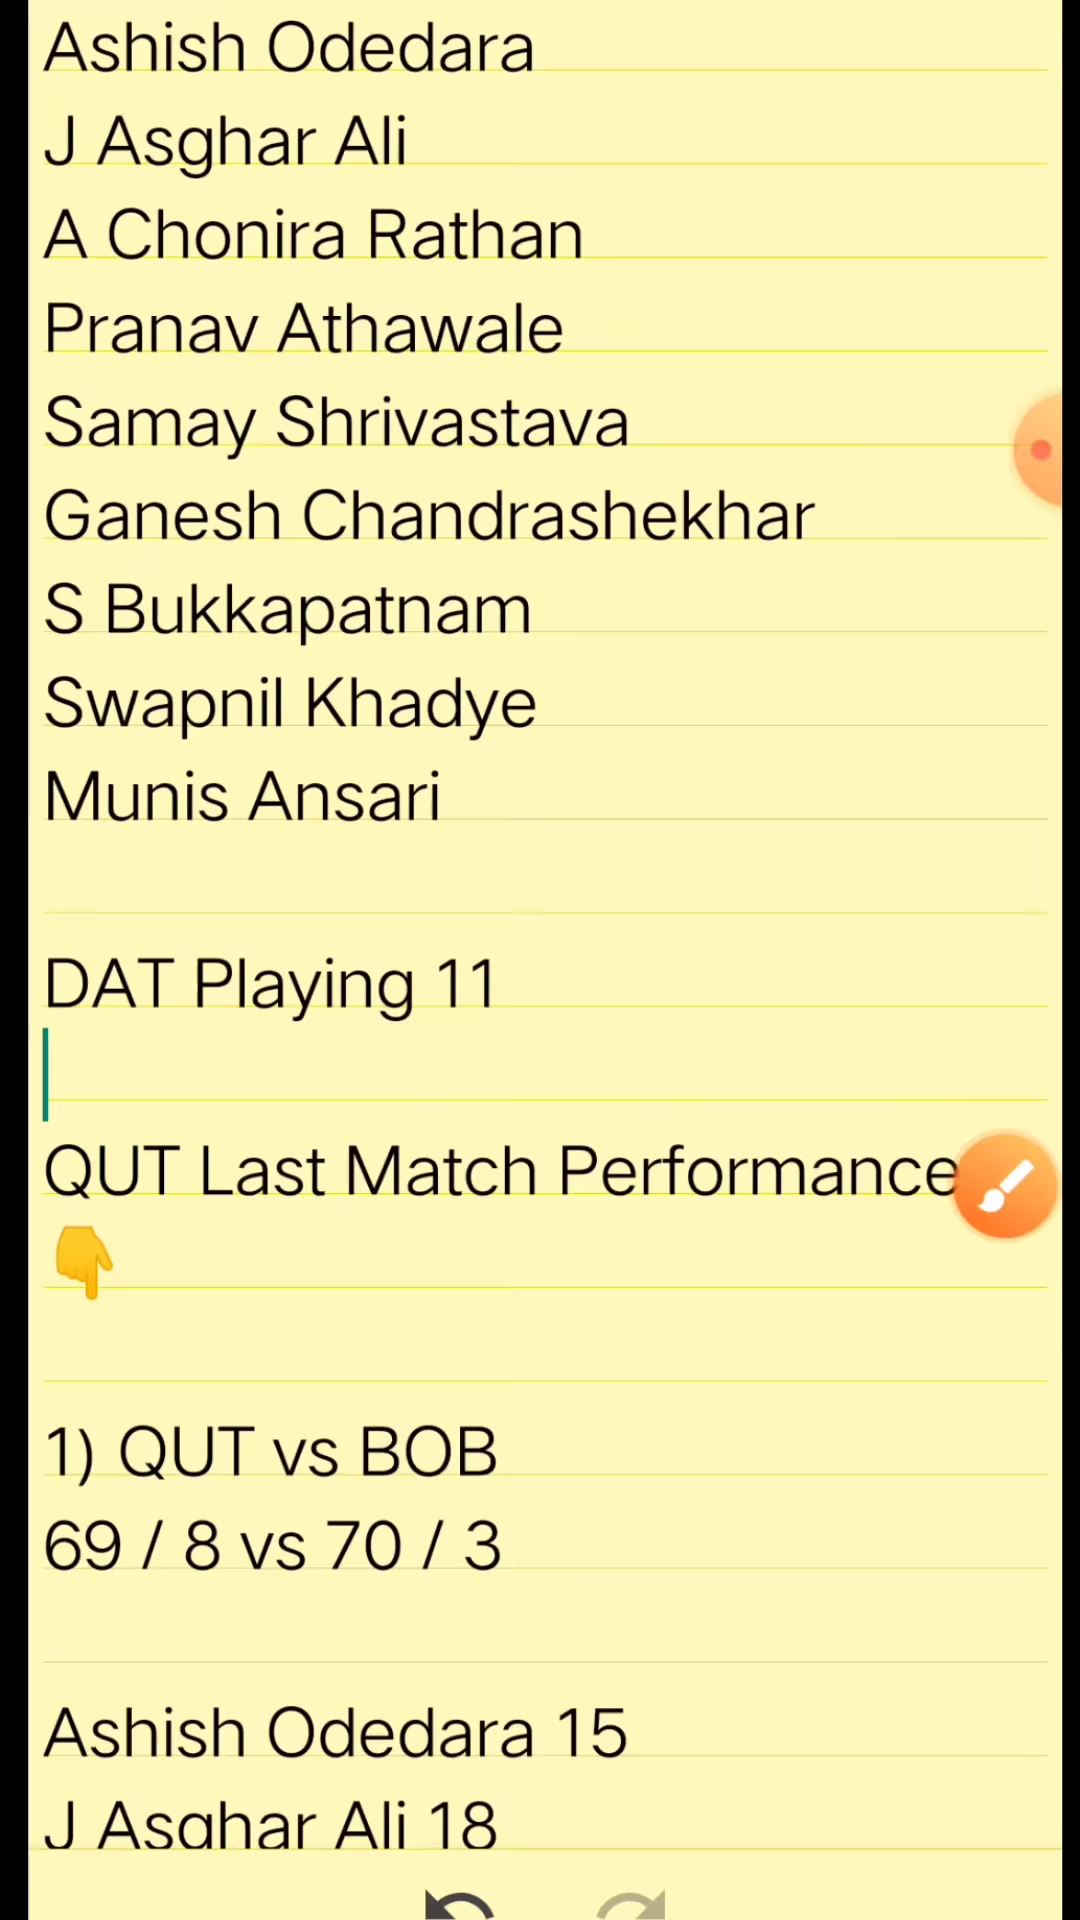 Ashish Odedara
J Asghar Ali
A Chonira Rathan
Pranav Athawale
Samay Shrivastava
Ganesh Chandrashekhar
S Bukkapatnam
Swapnil Khadye
Munis Ansari
DAT Playing 11
QUT Last Match Performance
👇
1) QUT vs BOB
69 / 8 vs 70 / 3
Ashish Odedara 15
J Asghar Ali 18